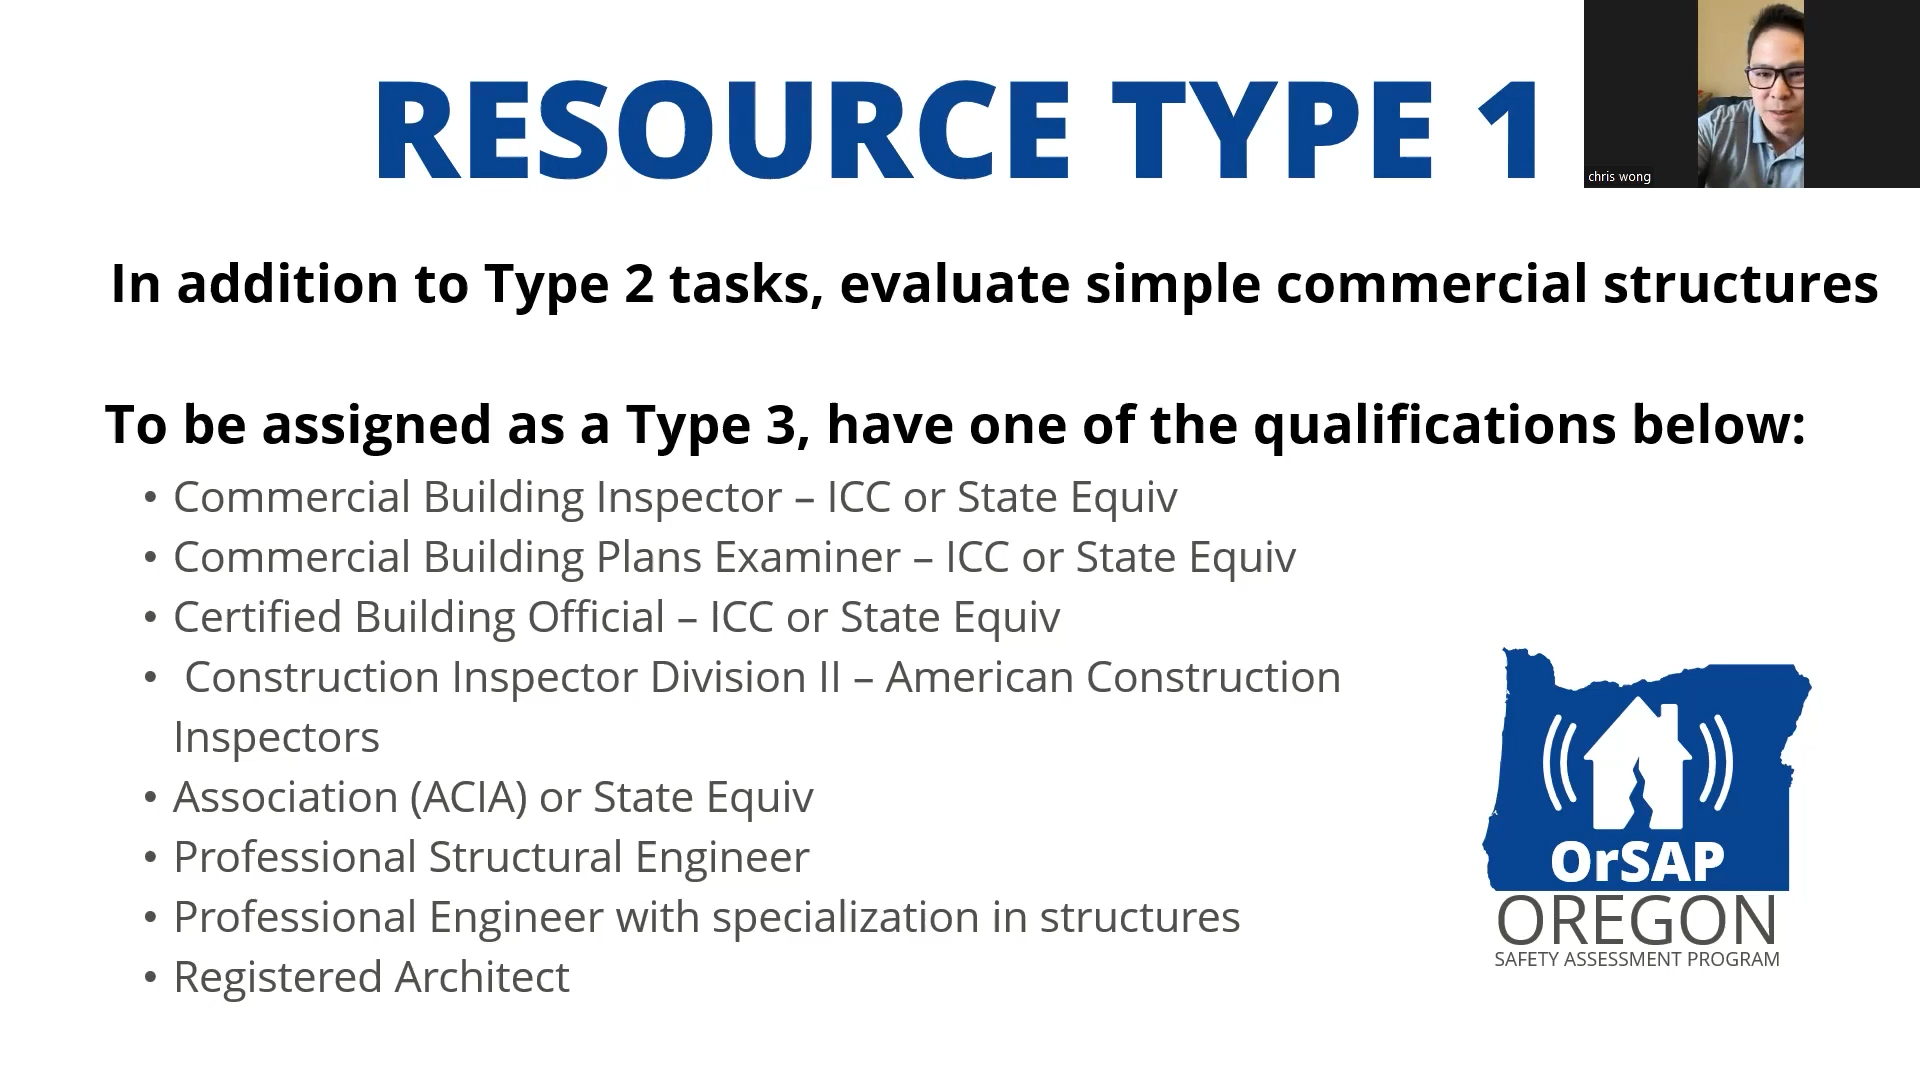 RESOURCE TYPE 1
chris wong
In addition to Type 2 tasks, evaluate simple commercial structures
To be assigned as a Type 3, have one of the qualifications below:
• Commercial Building Inspector – ICC or State Equiv
• Commercial Building Plans Examiner – ICC or State Equiv
• Certified Building Official – ICC or State Equiv
• Construction Inspector Division II – American Construction
Inspectors
• Association (ACIA) or State Equiv
• Professional Structural Engineer
• Professional Engineer with specialization in structures
• Registered Architect
OrSAP
OREGON
SAFETY ASSESSMENT PROGRAM